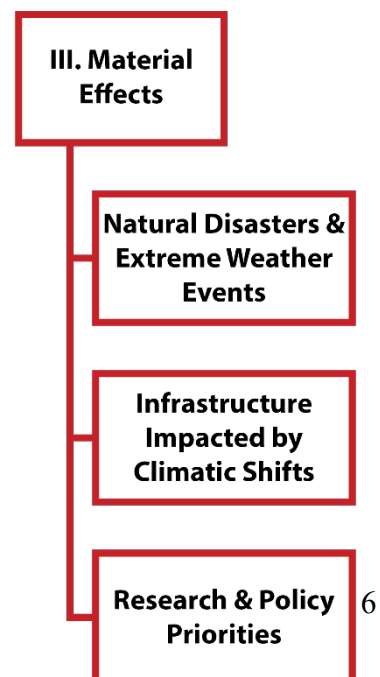 III. Material
Effects
Natural Disasters &
Extreme Weather
Events
Infrastructure
Impacted by
Climatic Shifts
Research & Policy
Priorities
6